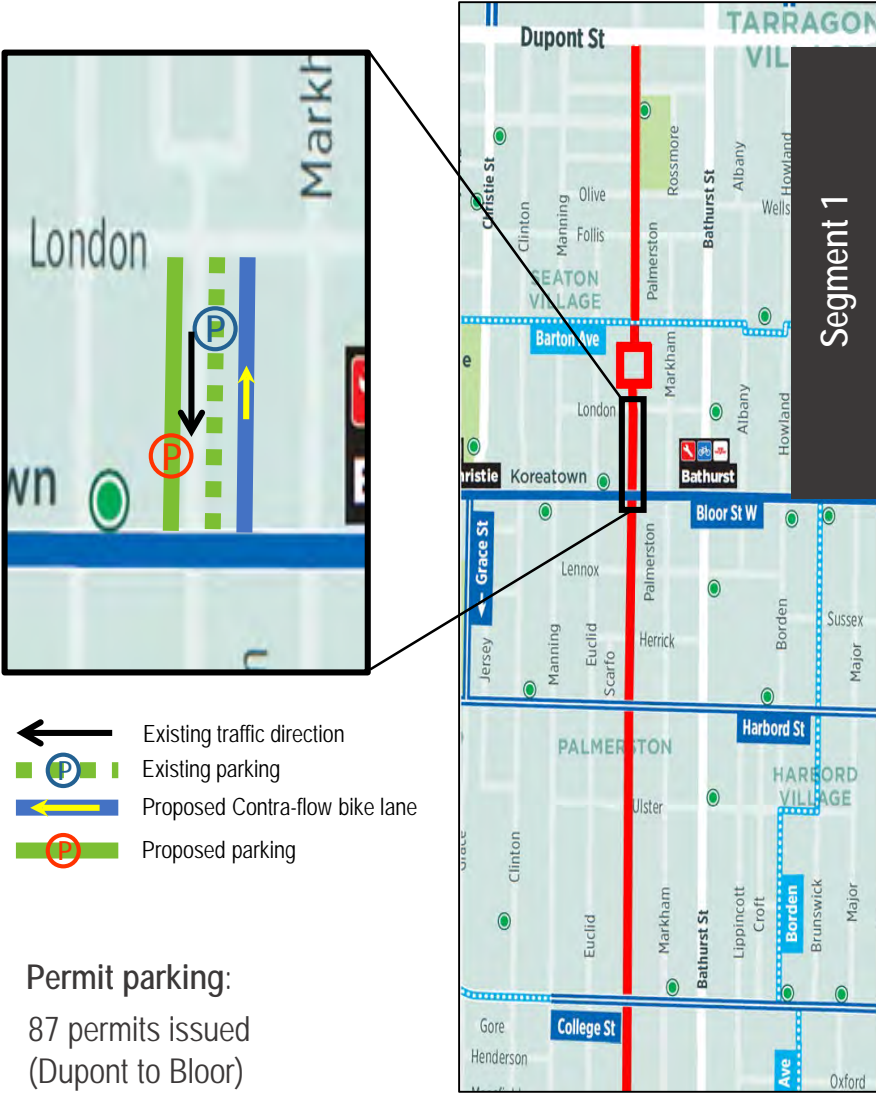 Markh
London
P
P
wn
Existing traffic direction
P
Existing parking
Proposed Contra-flow bike lane
P
Proposed parking
Permit parking:
87 permits issued
(Dupont to Bloor)
TARRAGON
VIL
Dupont St
Segment 1
Christie St
Clinton
Manning
Olive
Follis
Rossmore
Palmerston
Bathurst St
Albany
Howland
Wells
SEATON
VILLAGE
Barton Ave
e
London
Markham
Albany
Howland
ristie
Koreatown
Bathurst
Bloor St W
Grace St
Jersey
Manning
Lennox
Euclid
Scarfo
Palmerston
Herrick
Borden
Sussex
Major
Harbord St
PALMERSTON
HARBORD
VILLAGE
Ulster
Grace
Clinton
Euclid
Markham
Bathurst St
Lippincott
Croft
Borden
Brunswick
Major
College St
Gore
Henderson
Ave
Oxford